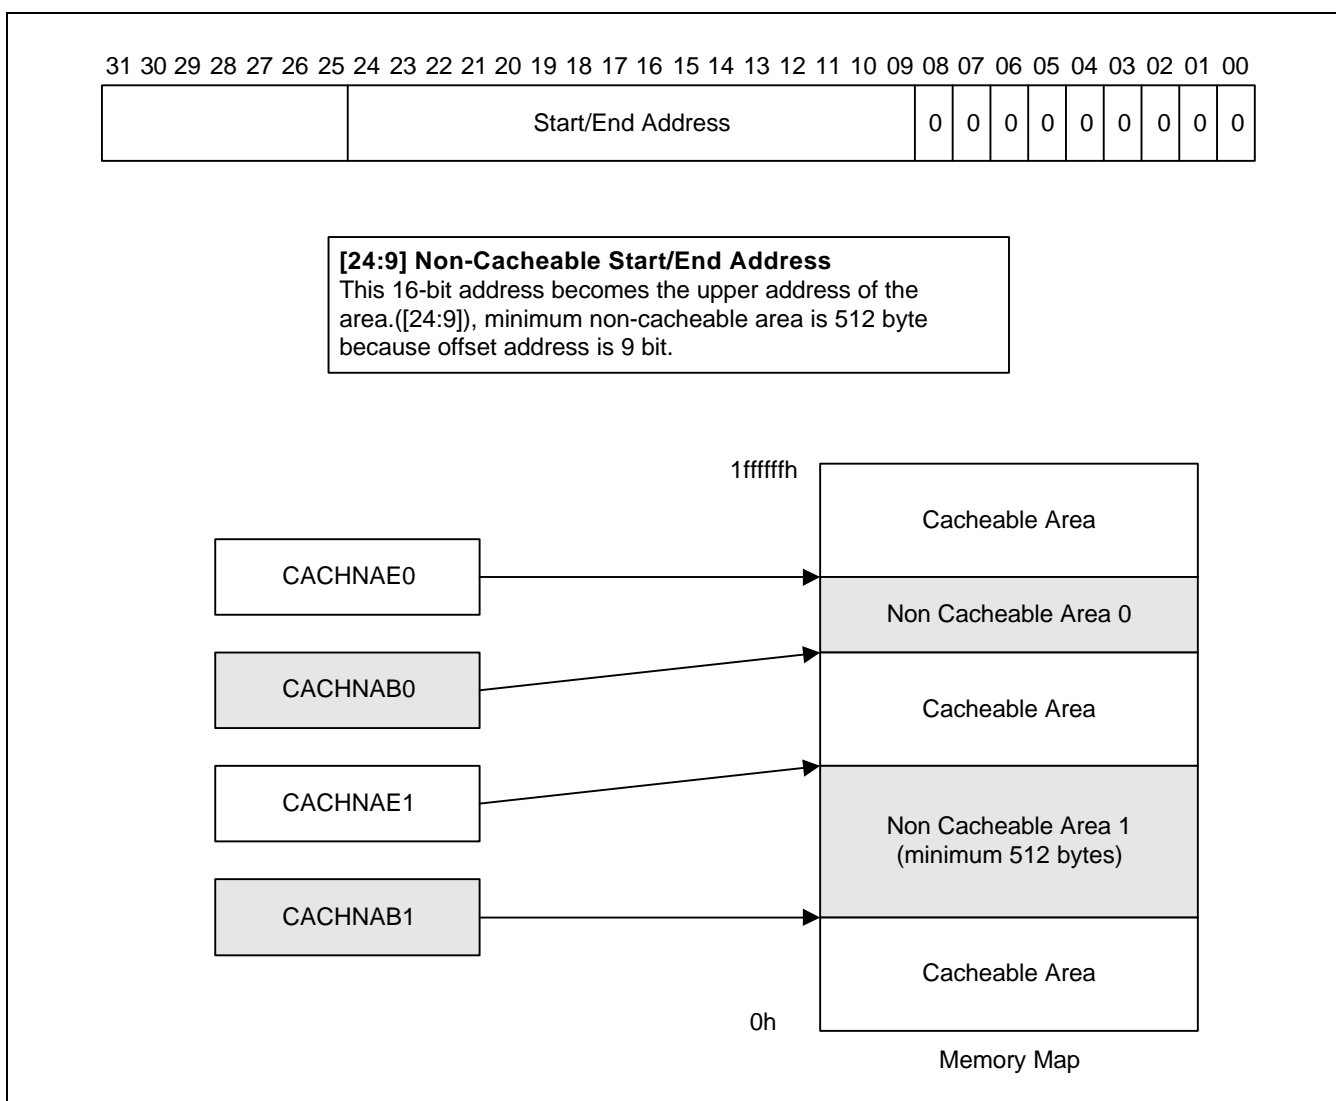 31 30 29 28 27 26 25 24 23 22 21 20 19 18 17 16 15 14 13 12 11 10 09 08 07 06 05 04 03 02 01 00
Start/End Address 0 0 0 0 0 0 0 0 0
[24:9] Non-Cacheable Start/End Address
This 16-bit address becomes the upper address of the
area.([24:9]), minimum non-cacheable area is 512 byte
because offset address is 9 bit.
1ffffffh
Cacheable Area
CACHNAE0
Non Cacheable Area 0
CACHNAB0
Cacheable Area
CACHNAE1
Non Cacheable Area 1
(minimum 512 bytes)
CACHNAB1
Cacheable Area
0h
Memory Map